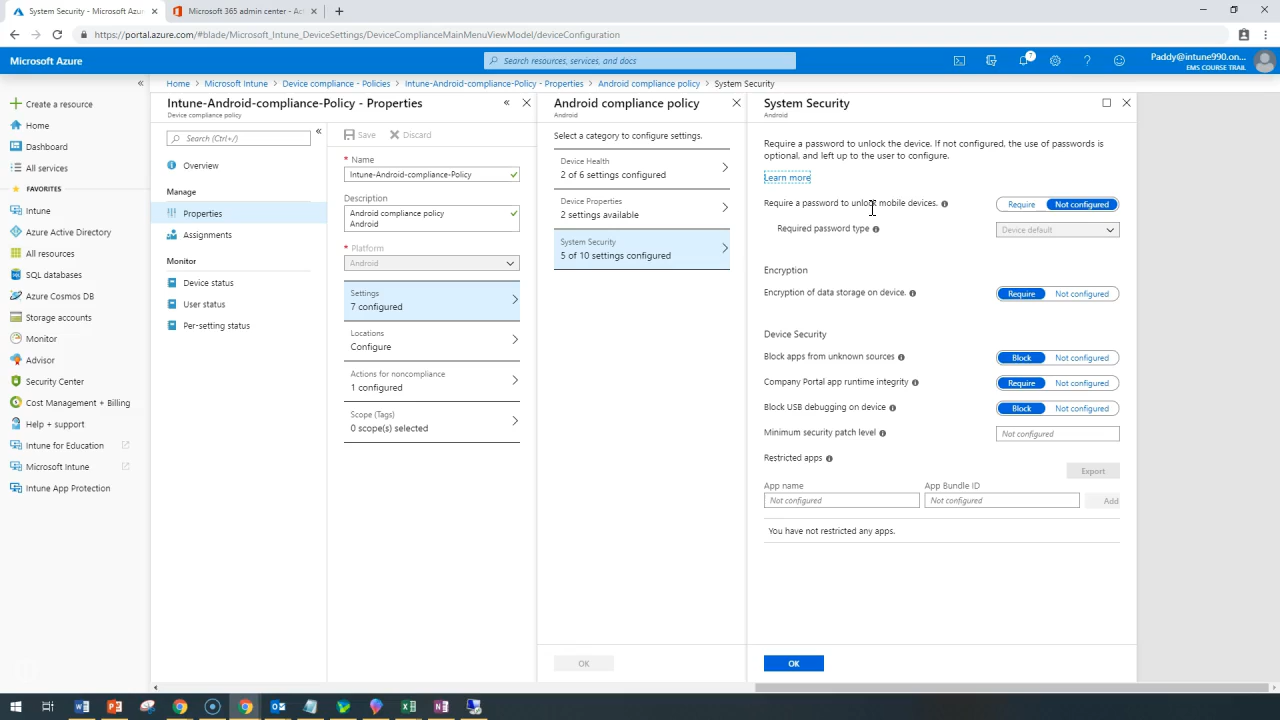 System Security - Microsoft Azur
Microsoft 365 admin center - Act
https://portal.azure.com/#blade/Microsoft_Intune_DeviceSettings/DeviceComplianceMainMenuViewModel/deviceConfiguration
Microsoft Azure
Search resources, services, and docs
7
Paddy@intune990.on...
EMS COURSE TRAIL
Home > Microsoft Intune > Device compliance - Policies > Intune-Android-compliance-Policy - Properties > Android compliance policy > System Security
Create a resource
Home
Dashboard
All services
FAVORITES
Intune
Azure Active Directory
All resources
SQL databases
Azure Cosmos DB
Storage accounts
Monitor
Advisor
Security Center
Cost Management + Billing
Help + support
Intune for Education
Microsoft Intune
Intune App Protection
Intune-Android-compliance-Policy - Properties
Device compliance policy
Search (Ctrl+/)
Overview
Manage
Properties
Assignments
Monitor
Device status
User status
Per-setting status
Save
Discard
* Name
Intune-Android-compliance-Policy
Description
Android compliance policy
Android
* Platform
Android
Settings
7 configured
Locations
Configure
Actions for noncompliance
1 configured
Scope (Tags)
0 scope(s) selected
Android compliance policy
Android
Select a category to configure settings.
Device Health
2 of 6 settings configured
Device Properties
2 settings available
System Security
5 of 10 settings configured
OK
System Security
Android
Require a password to unlock the device. If not configured, the use of passwords is
optional, and left up to the user to configure.
Learn more
Require a password to unlock mobile devices.
Require
Not configured
Required password type
Device default
Encryption
Encryption of data storage on device.
Require
Not configured
Device Security
Block apps from unknown sources
Block
Not configured
Company Portal app runtime integrity
Require
Not configured
Block USB debugging on device
Block
Not configured
Minimum security patch level
Not configured
Restricted apps
Export
App name
App Bundle ID
Not configured
Not configured
Add
You have not restricted any apps.
OK